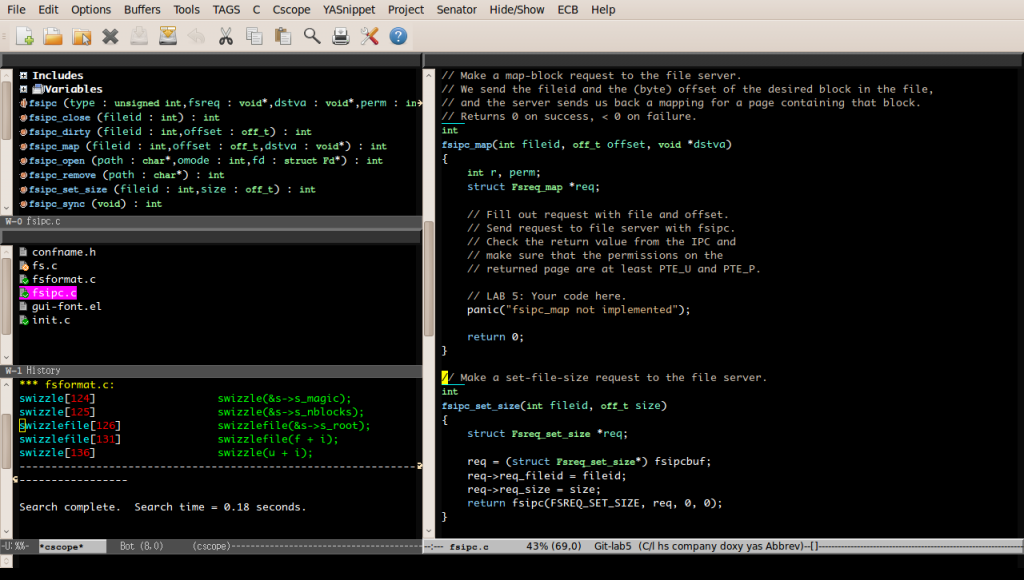 File Edit Options Buffers Tools TAGS C Cscope YASnippet Project Senator Hide/Show ECB Help
Includes
Variables
fsipc (type : unsigned int,fsreq : void*,dstva : void*,perm : in
fsipc_close (fileid : int) : int
fsipc_dirty (fileid : int,offset : off_t) : int
fsipc_map (fileid : int,offset : off_t,dstva : void*) : int
fsipc_open (path : char*,omode : int,fd : struct Fd*) : int
fsipc_remove (path : char*) : int
fsipc_set_size (fileid : int,size : off_t) : int
fsipc_sync (void) : int
W-0 fsipc.c
confname.h
fs.c
fsformat.c
fsipc.c
gui-font.el
init.c
W-1 History
*** fsformat.c:
swizzle[124] swizzle(&s->s_magic);
swizzle[125] swizzle(&s->s_nblocks);
swizzlefile[126] swizzlefile(&s->s_root);
swizzlefile[131] swizzlefile(f + i);
swizzle[136] swizzle(u + i);
--------------------------------------------------------------
-----------------
Search complete.  Search time = 0.18 seconds.
-U:%%- *cscope* Bot (8,0) (cscope)------------------------------
// Make a map-block request to the file server.
// We send the fileid and the (byte) offset of the desired block in the file,
// and the server sends us back a mapping for a page containing that block.
// Returns 0 on success, < 0 on failure.
int
fsipc_map(int fileid, off_t offset, void *dstva)
{
int r, perm;
struct Fsreq_map *req;
// Fill out request with file and offset.
// Send request to file server with fsipc.
// Check the return value from the IPC and
// make sure that the permissions on the
// returned page are at least PTE_U and PTE_P.
// LAB 5: Your code here.
panic("fsipc_map not implemented");
return 0;
}
// Make a set-file-size request to the file server.
int
fsipc_set_size(int fileid, off_t size)
{
struct Fsreq_set_size *req;
req = (struct Fsreq_set_size*) fsipcbuf;
req->req_fileid = fileid;
req->req_size = size;
return fsipc(FSREQ_SET_SIZE, req, 0, 0);
}
--:--- fsipc.c 43% (69,0) Git-lab5 (C/l hs company doxy yas Abbrev)--[]------------------------------